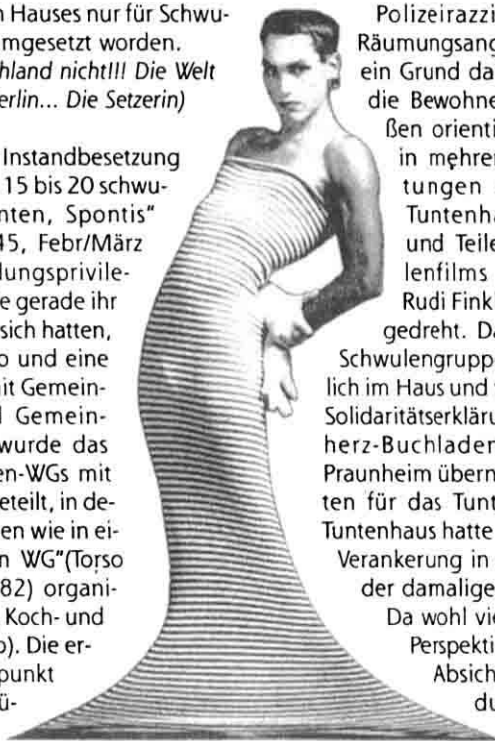 n Hauses nur für Schwu-
mgesetzt worden.
hland nicht!!! Die Welt
erlin... Die Setzerin)
Instandbesetzung
15 bis 20 schwu-
nten, Spontis"
45, Febr/März
dlungsprivile-
e gerade ihr
sich hatten,
o und eine
nit Gemein-
d Gemein-
wurde das
en-WGs mit
eteilt, in de-
en wie in ei-
n WG"(Torso
82) organi-
Koch- und
o). Die er-
punkt
ü-
Polizeirazzi
Räumungsang
ein Grund da
die Bewohne
ßen orienti
in mehrer
tungen
Tuntenha
und Teile
lenfilms
Rudi Fink
gedreht. Da
Schwulengruppe
lich im Haus und
Solidaritätserkläru
herz-Buchladen
Praunheim übern
ten für das Tunt
Tuntenhaus hatte
Verankerung in
der damalige
Da wohl vie
Perspekti
Absich
du